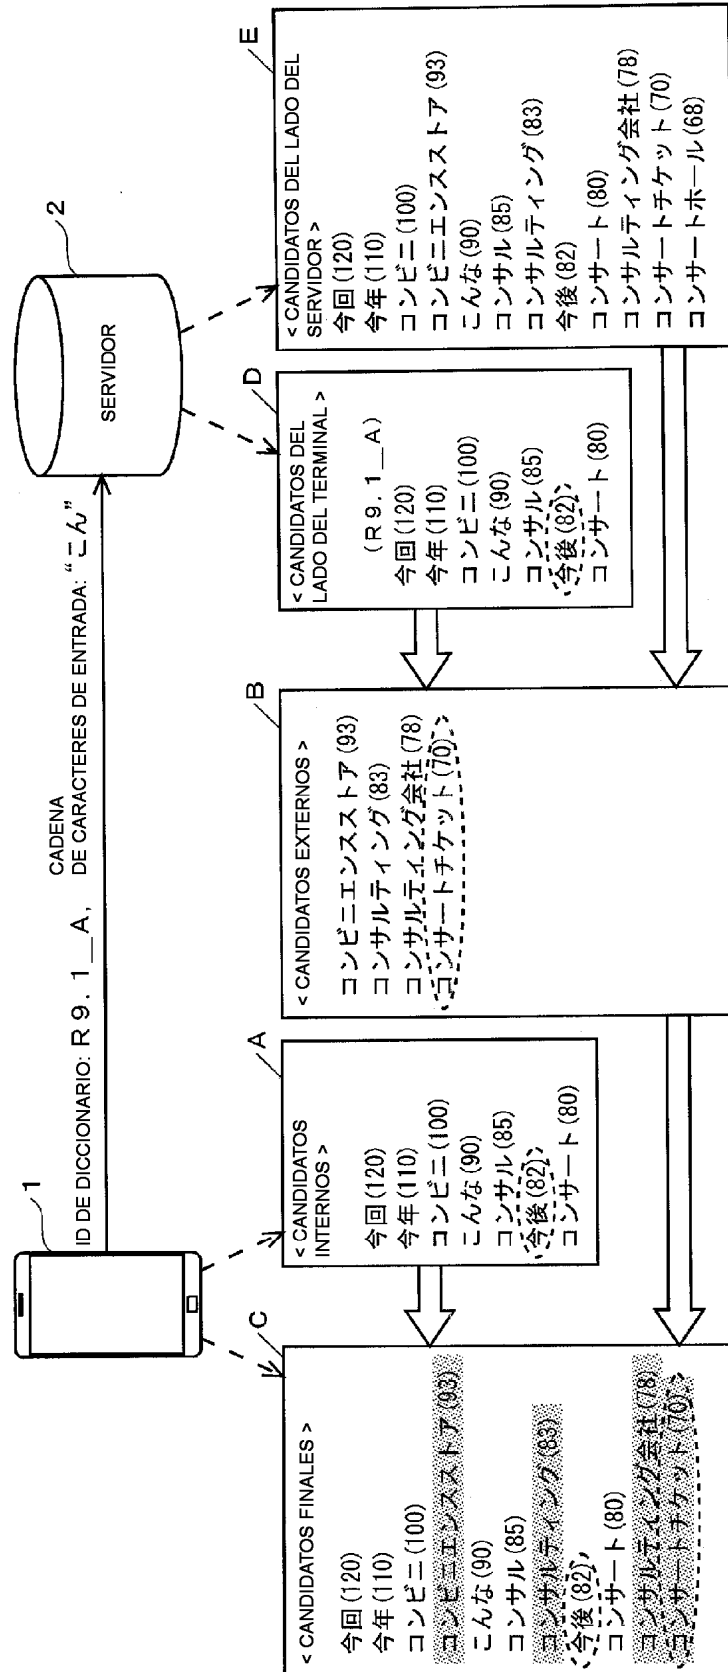 1
ID DE DICCIONARIO: R9.1__A,
CADENA
DE CARACTERES DE ENTRADA: “こん”
2
SERVIDOR
C
< CANDIDATOS FINALES >
今回(120)
今年(110)
コンビニ(100)
コンビニエンスストア(93)
こんな(90)
コンサル(85)
コンサルティング(83)
今後(82)
コンサート(80)
コンサルティング会社(78)
コンサートチケット(70)
A
< CANDIDATOS
INTERNOS >
今回(120)
今年(110)
コンビニ(100)
こんな(90)
コンサル(85)
今後(82)
コンサート(80)
B
< CANDIDATOS EXTERNOS >
コンビニエンスストア(93)
コンサルティング(83)
コンサルティング会社(78)
コンサートチケット(70)
D
< CANDIDATOS DEL
LADO DEL TERMINAL >
(R9.1__A)
今回(120)
今年(110)
コンビニ(100)
こんな(90)
コンサル(85)
今後(82)
コンサート(80)
E
< CANDIDATOS DEL LADO DEL
SERVIDOR >
今回(120)
今年(110)
コンビニ(100)
コンビニエンスストア(93)
こんな(90)
コンサル(85)
コンサルティング(83)
今後(82)
コンサート(80)
コンサルティング会社(78)
コンサートチケット(70)
コンサートホール(68)